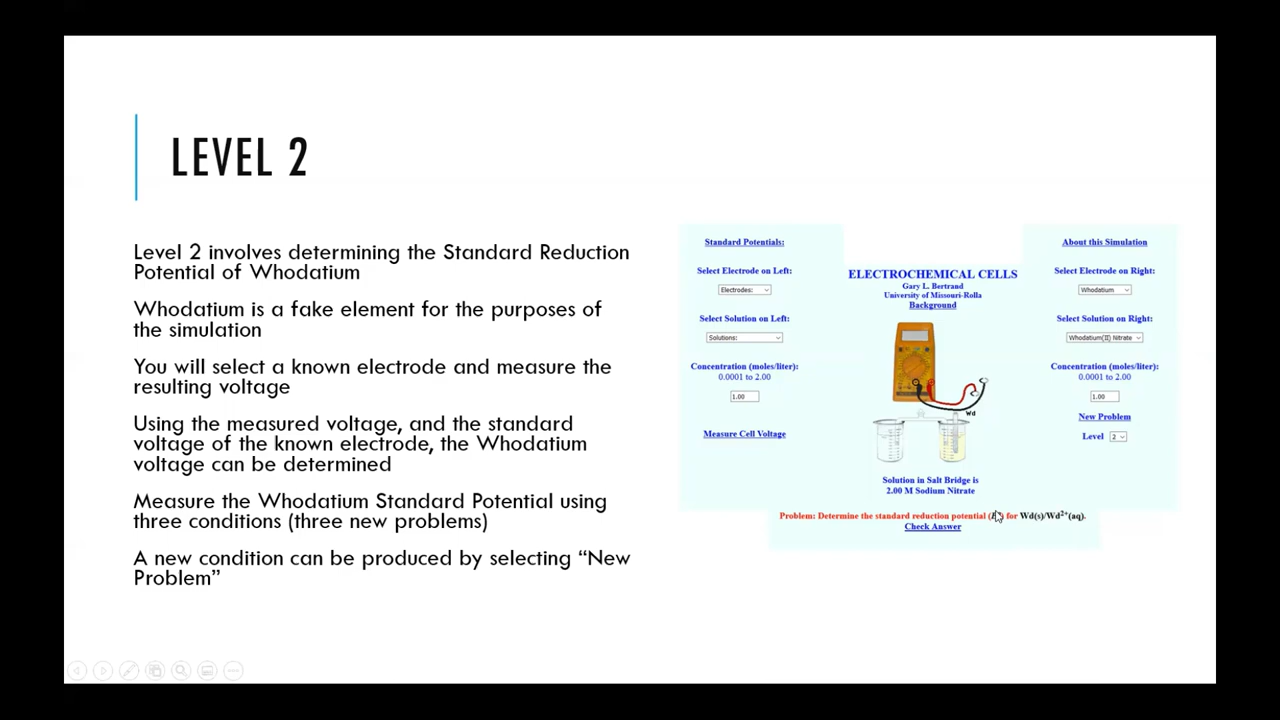 LEVEL 2
Level 2 involves determining the Standard Reduction
Potential of Whodatium
Whodatium is a fake element for the purposes of
the simulation
You will select a known electrode and measure the
resulting voltage
Using the measured voltage, and the standard
voltage of the known electrode, the Whodatium
voltage can be determined
Measure the Whodatium Standard Potential using
three conditions (three new problems)
A new condition can be produced by selecting “New
Problem”
Standard Potentials:
Select Electrode on Left:
Electrodes:
Select Solution on Left:
Solutions:
Concentration (moles/liter):
0.0001 to 2.00
1.00
Measure Cell Voltage
ELECTROCHEMICAL CELLS
Gary L. Bertrand
University of Missouri-Rolla
Background
Wd
Solution in Salt Bridge is
2.00 M Sodium Nitrate
About this Simulation
Select Electrode on Right:
Whodatium
Select Solution on Right:
Whodatium(II) Nitrate
Concentration (moles/liter):
0.0001 to 2.00
1.00
New Problem
Level 2
Problem: Determine the standard reduction potential ( ) for Wd(s)/Wd²⁺(aq).
Check Answer